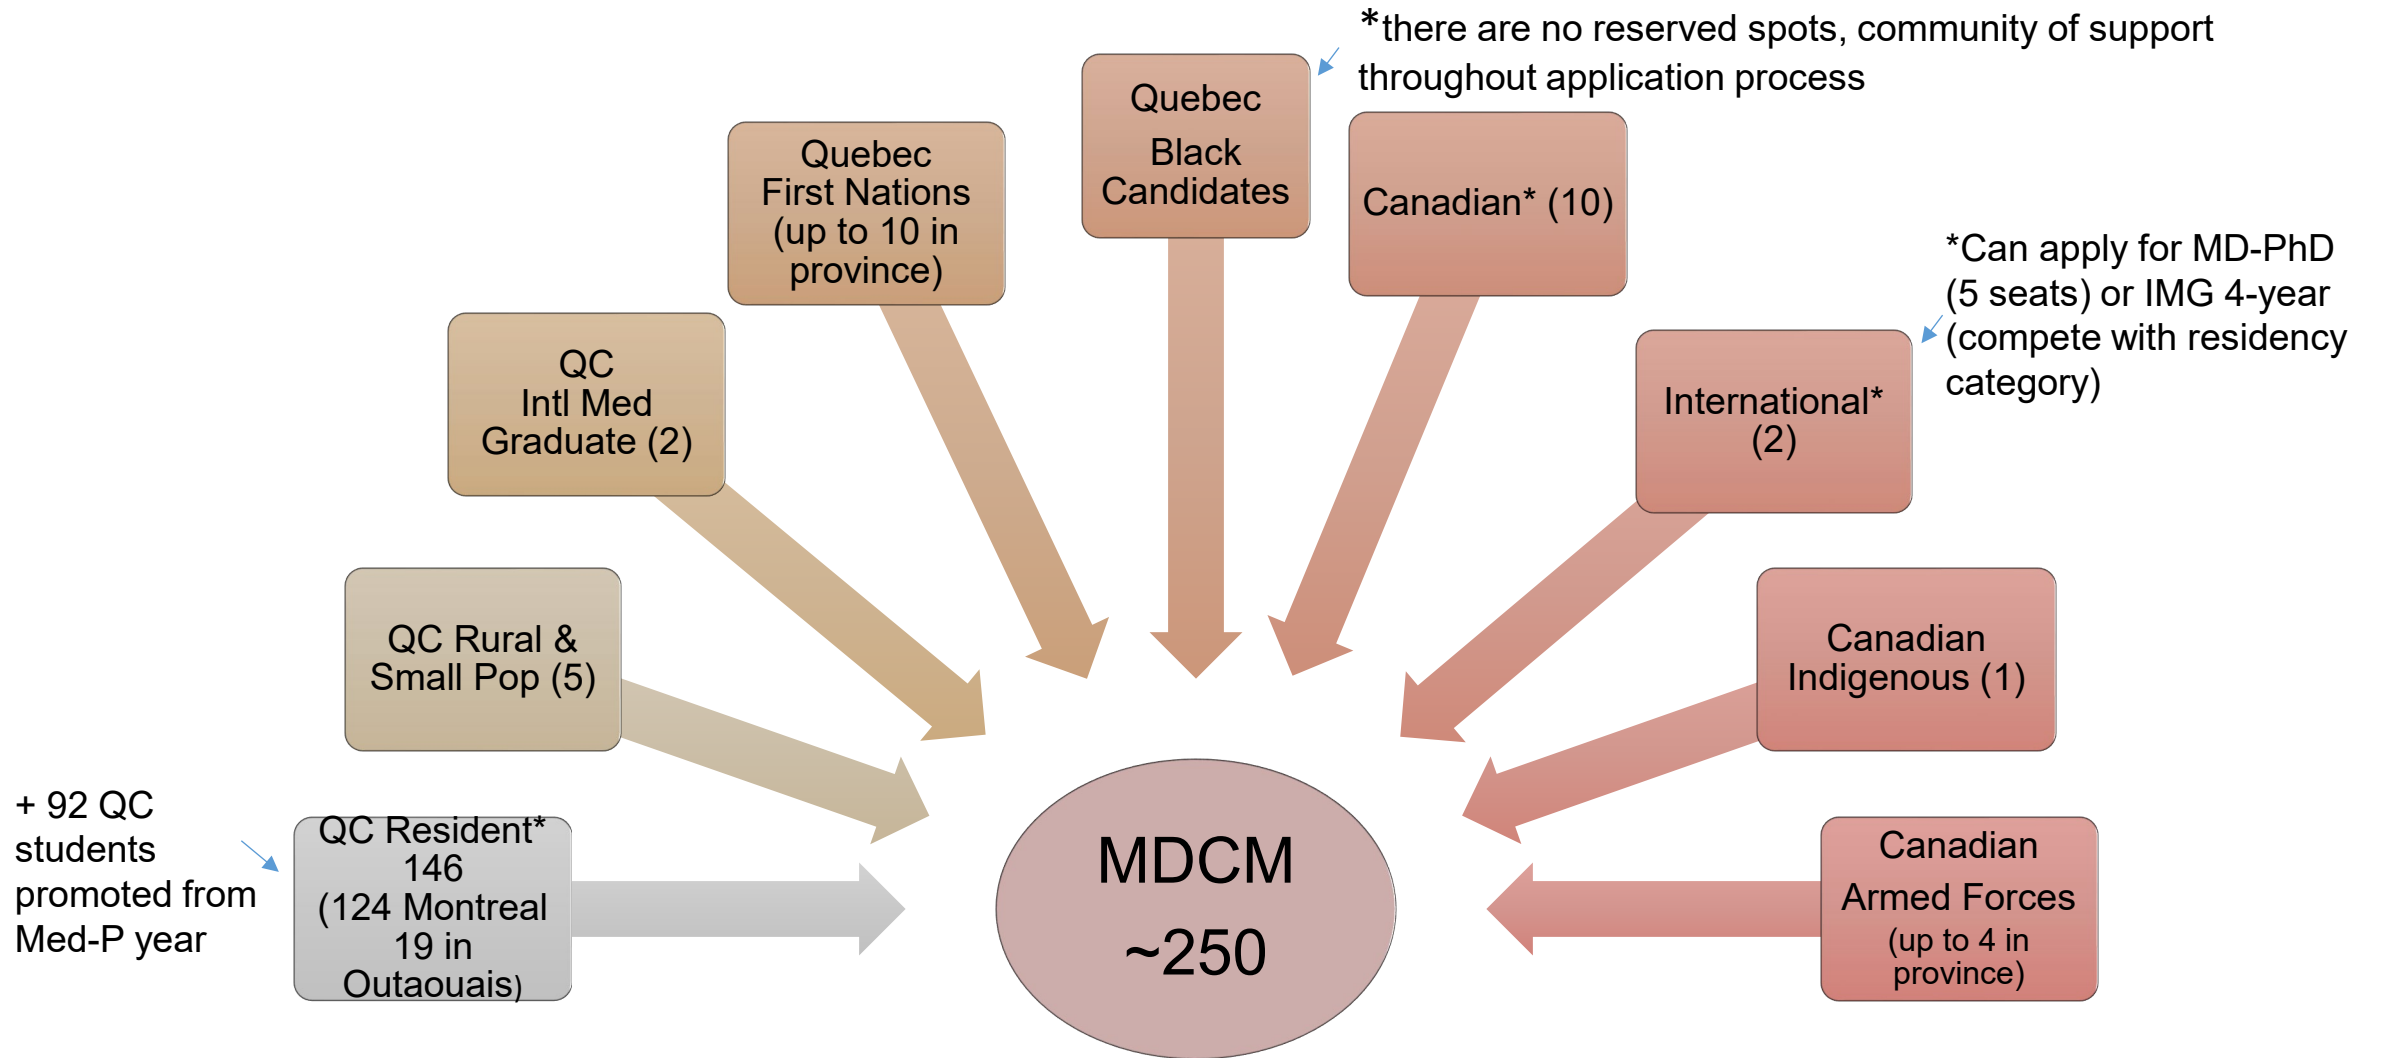 *there are no reserved spots, community of support
throughout application process
Quebec
Black
Candidates
Quebec
First Nations
(up to 10 in
province)
Canadian* (10)
*Can apply for MD-PhD
(5 seats) or IMG 4-year
(compete with residency
category)
QC
Intl Med
Graduate (2)
International*
(2)
QC Rural &
Small Pop (5)
Canadian
Indigenous (1)
+ 92 QC
students
promoted from
Med-P year
QC Resident*
146
(124 Montreal
19 in
Outaouais)
MDCM
~250
Canadian
Armed Forces
(up to 4 in
province)